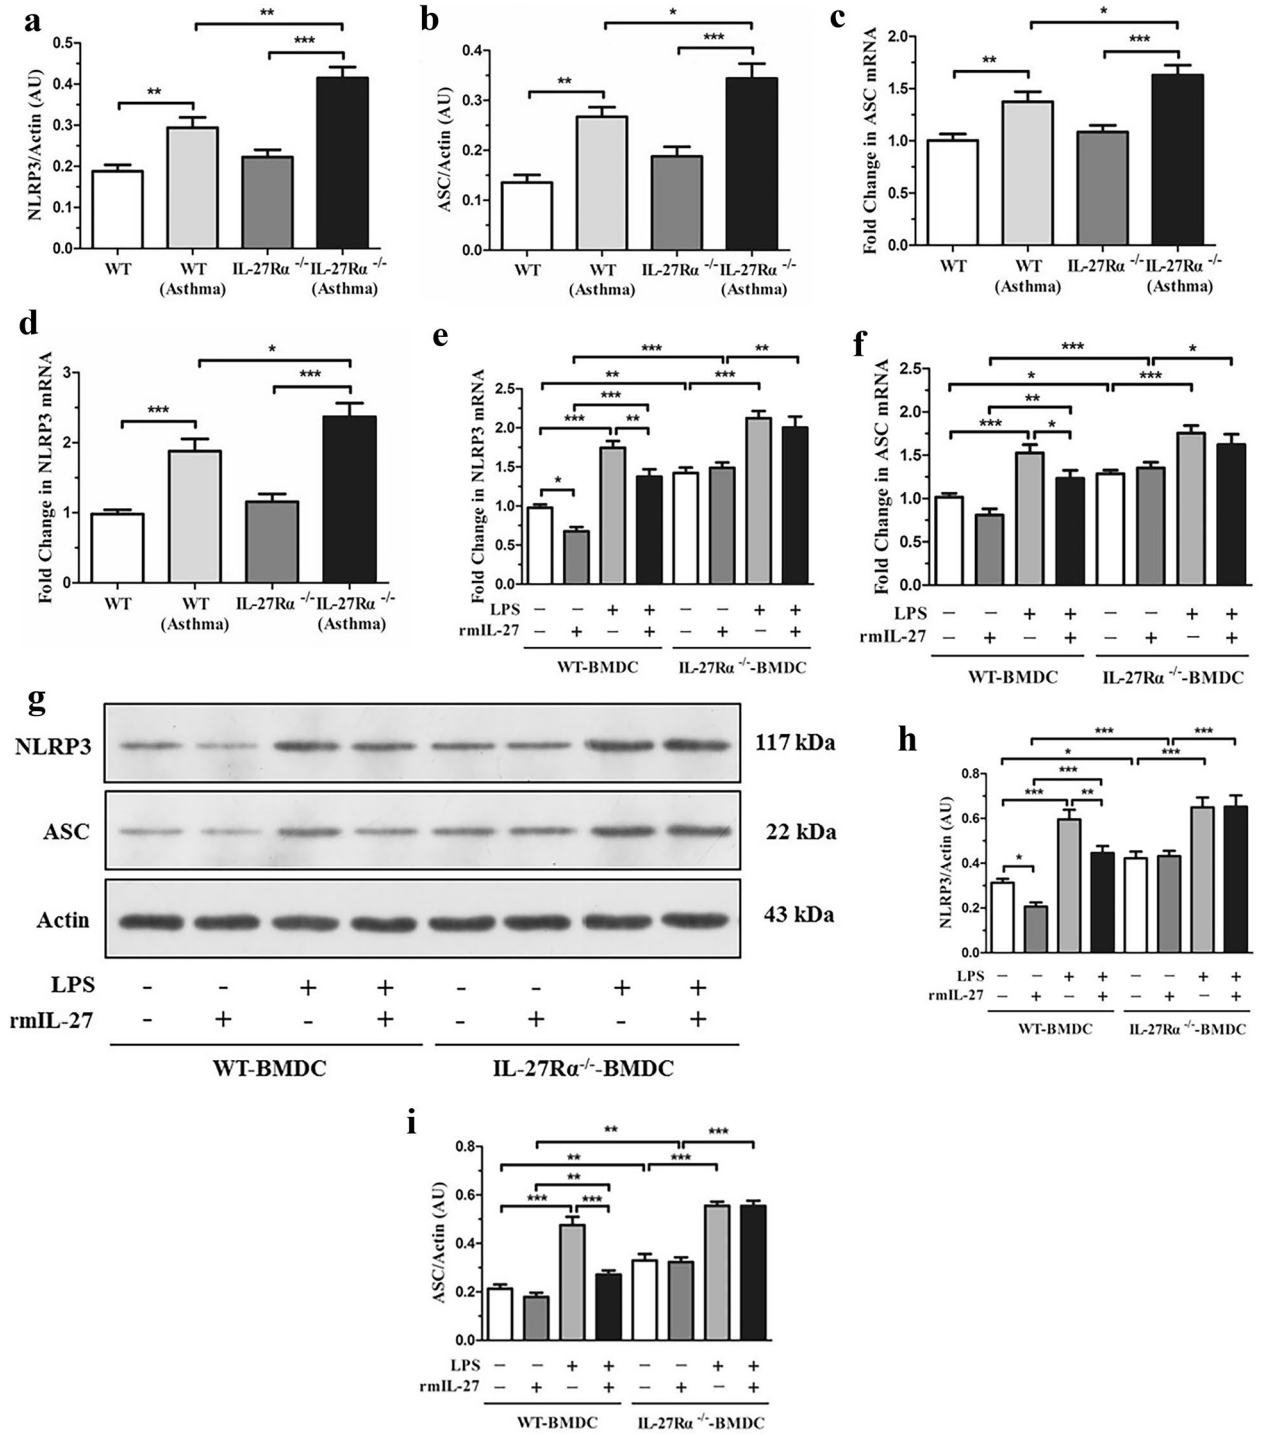 a
**
***
**
NLRP3/Actin (AU)
0.5
0.4
0.3
0.2
0.1
0.0
WT
WT
(Asthma)
IL-27Rα -/-
IL-27Rα -/-
(Asthma)
b
*
***
**
ASC/Actin (AU)
0.4
0.3
0.2
0.1
0.0
WT
WT
(Asthma)
IL-27Rα -/-
IL-27Rα -/-
(Asthma)
c
*
***
**
Fold Change in ASC mRNA
2.0
1.5
1.0
0.5
0.0
WT
WT
(Asthma)
IL-27Rα -/-
IL-27Rα -/-
(Asthma)
d
*
***
***
Fold Change in NLRP3 mRNA
3
2
1
0
WT
WT
(Asthma)
IL-27Rα -/-
IL-27Rα -/-
(Asthma)
e
*** **
** ***
***
*** **
*
Fold Change in NLRP3 mRNA
2.5
2.0
1.5
1.0
0.5
0.0
LPS − − + + − − + +
rmIL-27 − + − + − + − +
WT-BMDC IL-27Rα -/--BMDC
f
*** *
* ***
**
*** *
Fold Change in ASC mRNA
2.5
2.0
1.5
1.0
0.5
0.0
LPS − − + + − − + +
rmIL-27 − + − + − + − +
WT-BMDC IL-27Rα -/--BMDC
g
NLRP3 117 kDa
ASC 22 kDa
Actin 43 kDa
LPS - - + + - - + +
rmIL-27 - + - + - + - +
WT-BMDC IL-27Rα-/--BMDC
h
*** ***
* ***
***
*** **
*
NLRP3/Actin (AU)
0.8
0.6
0.4
0.2
0.0
LPS − − + + − − + +
rmIL-27 − + − + − + − +
WT-BMDC IL-27Rα -/--BMDC
i
** ***
** ***
**
*** ***
ASC/Actin (AU)
0.8
0.6
0.4
0.2
0.0
LPS − − + + − − + +
rmIL-27 − + − + − + − +
WT-BMDC IL-27Rα -/--BMDC